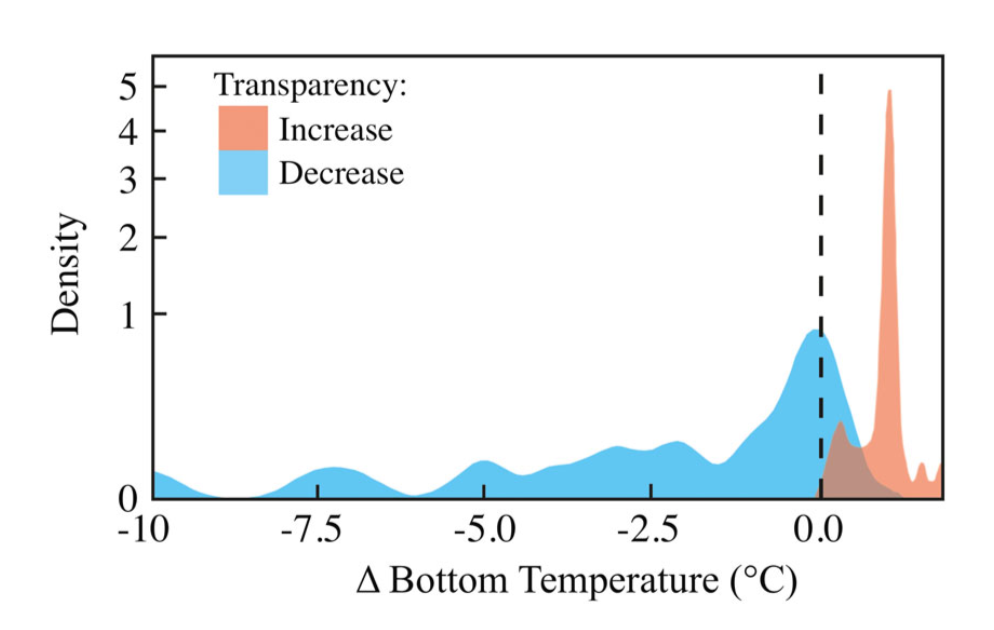 Transparency:
Increase
Decrease
Density
5
4
3
2
1
0
-10 -7.5 -5.0 -2.5 0.0
Δ Bottom Temperature (°C)